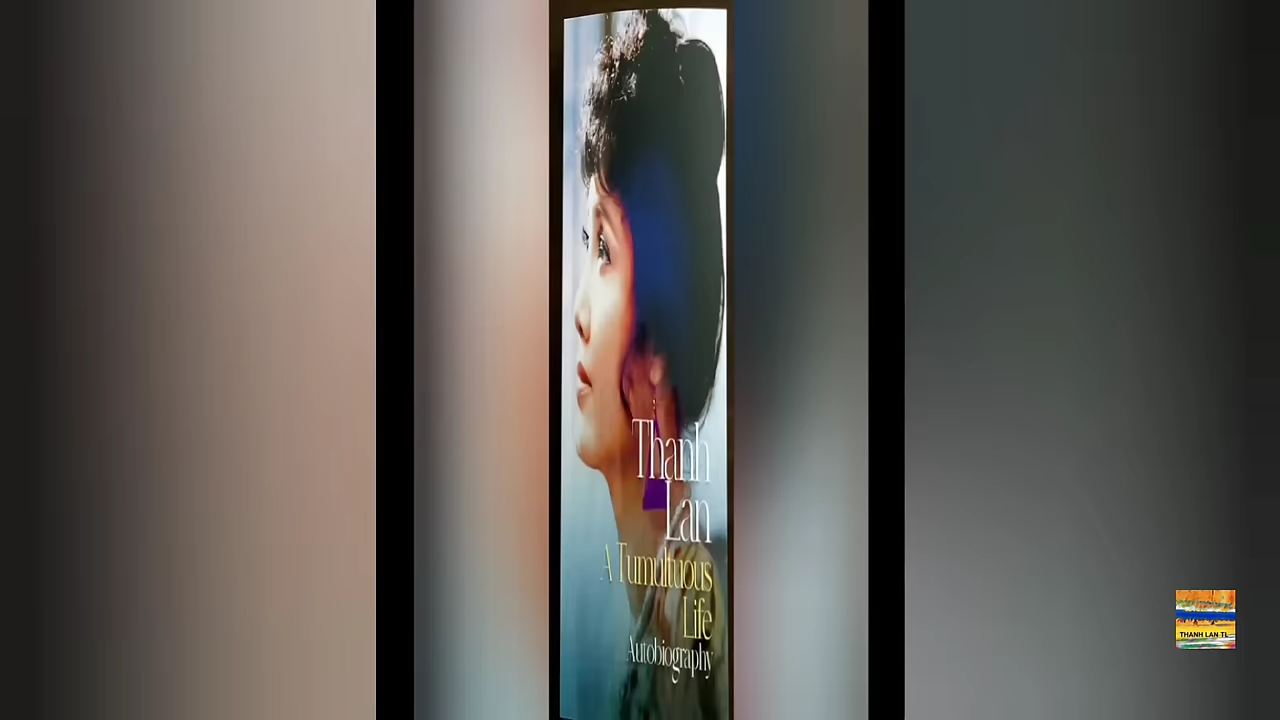 Thanh
Lan
A Tumultuous
Life
Autobiography
THANH LAN TL